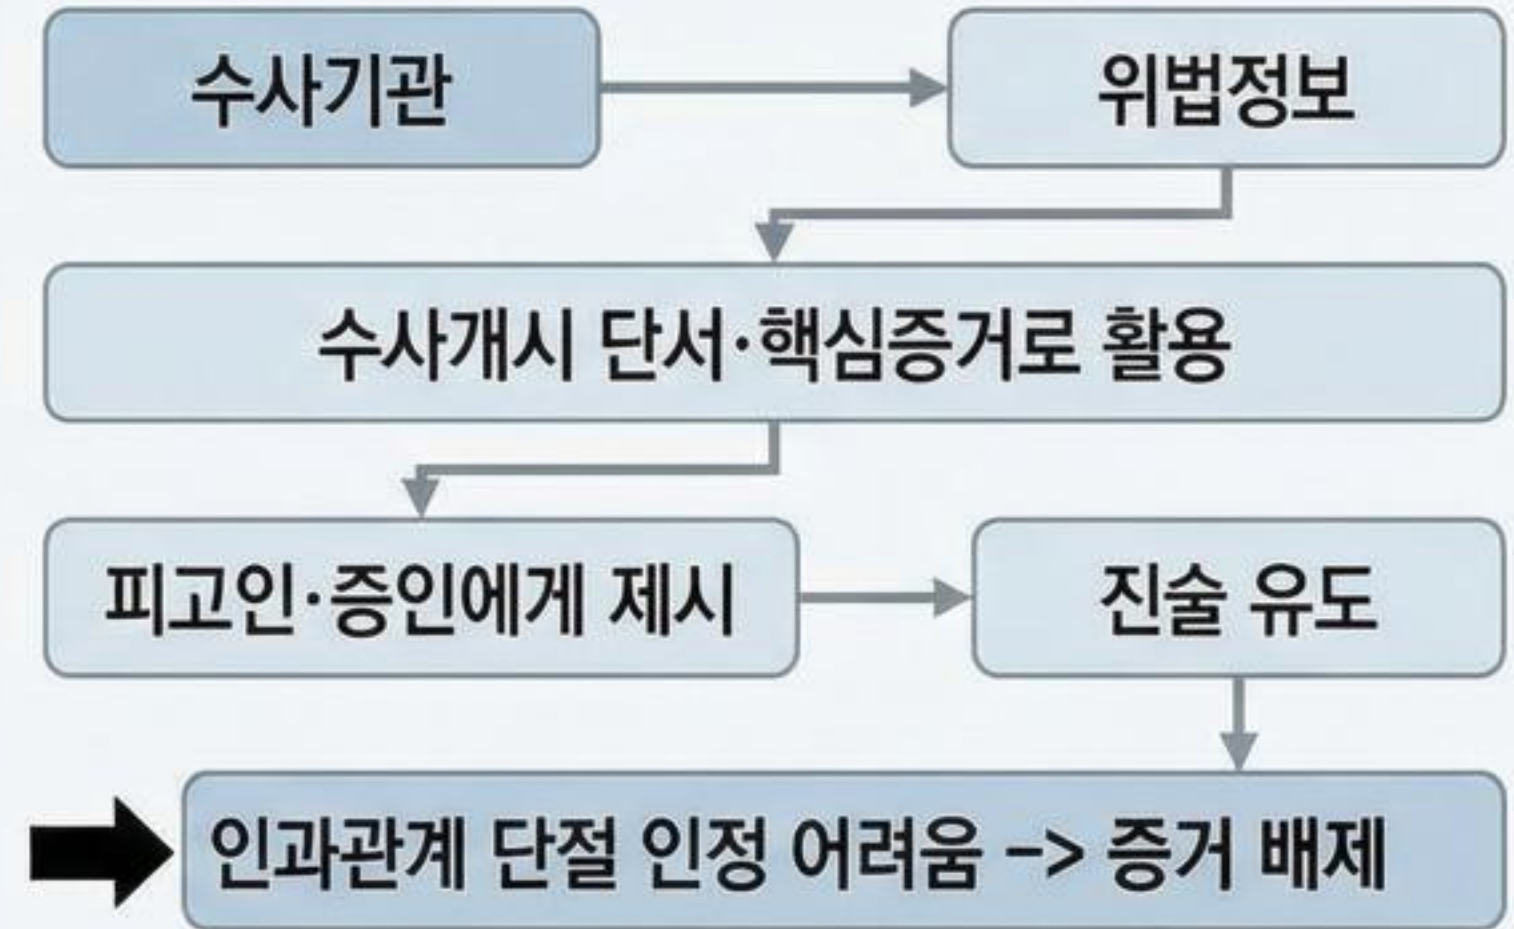 수사기관
위법정보
수사개시 단서·핵심증거로 활용
피고인·증인에게 제시
진술 유도
인과관계 단절 인정 어려움 -> 증거 배제